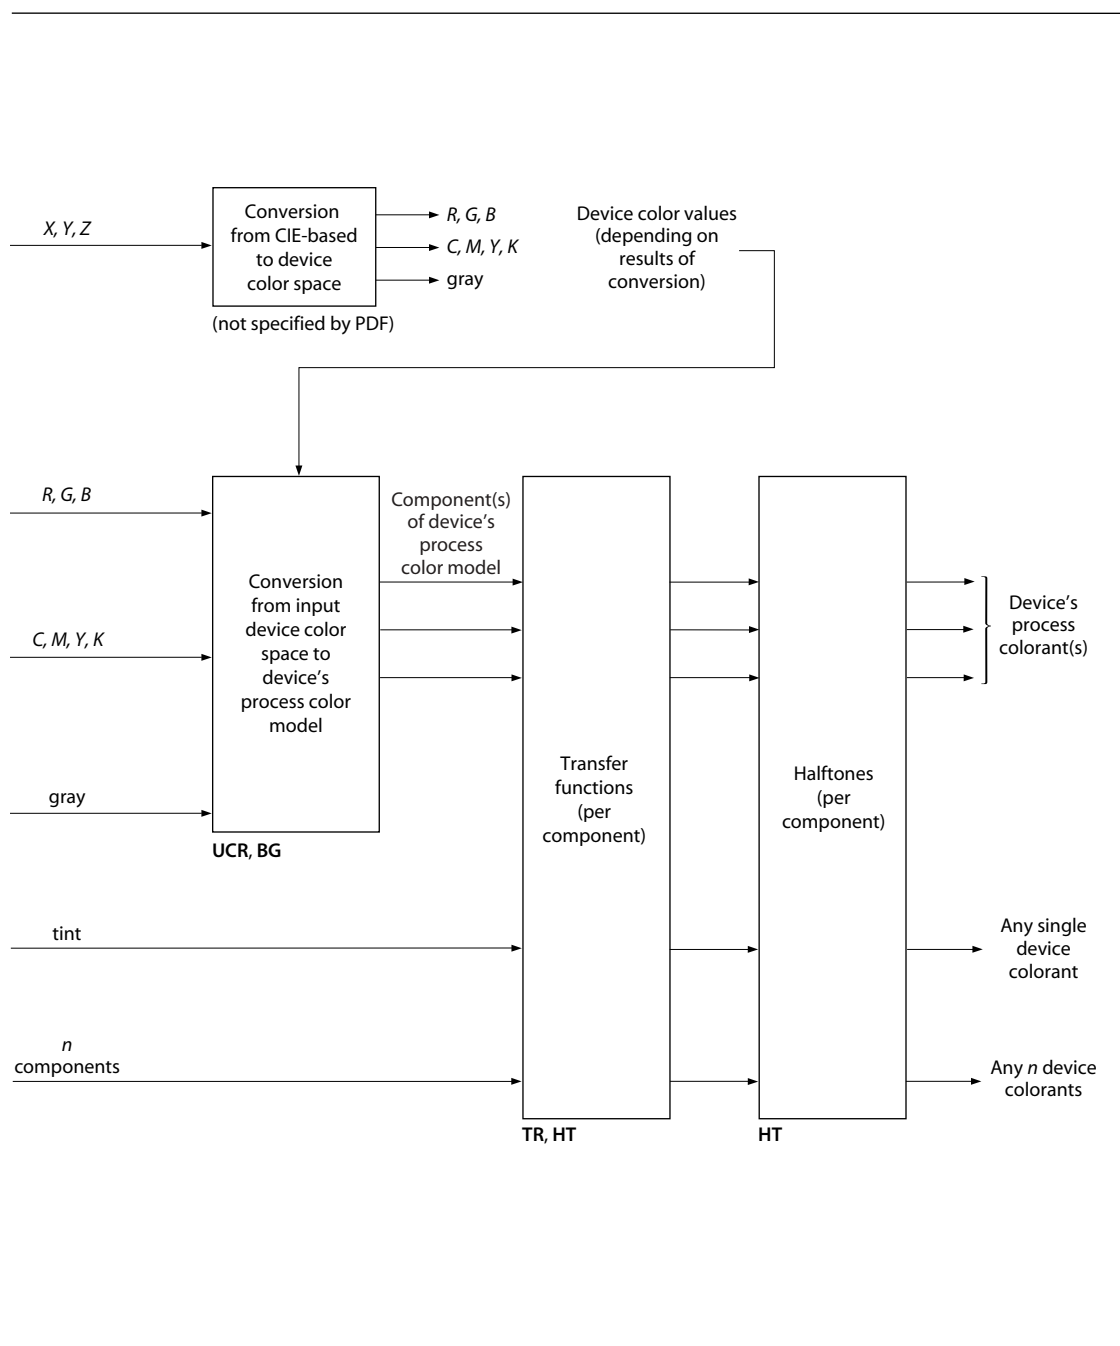 X, Y, Z
Conversion
from CIE-based
to device
color space
(not specified by PDF)
R, G, B
C, M, Y, K
gray
Device color values
(depending on
results of
conversion)
R, G, B
C, M, Y, K
gray
Conversion
from input
device color
space to
device’s
process color
model
UCR, BG
Component(s)
of device’s
process
color model
Transfer
functions
(per
component)
TR, HT
Halftones
(per
component)
HT
Device’s
process
colorant(s)
tint
Any single
device
colorant
n
components
Any n device
colorants